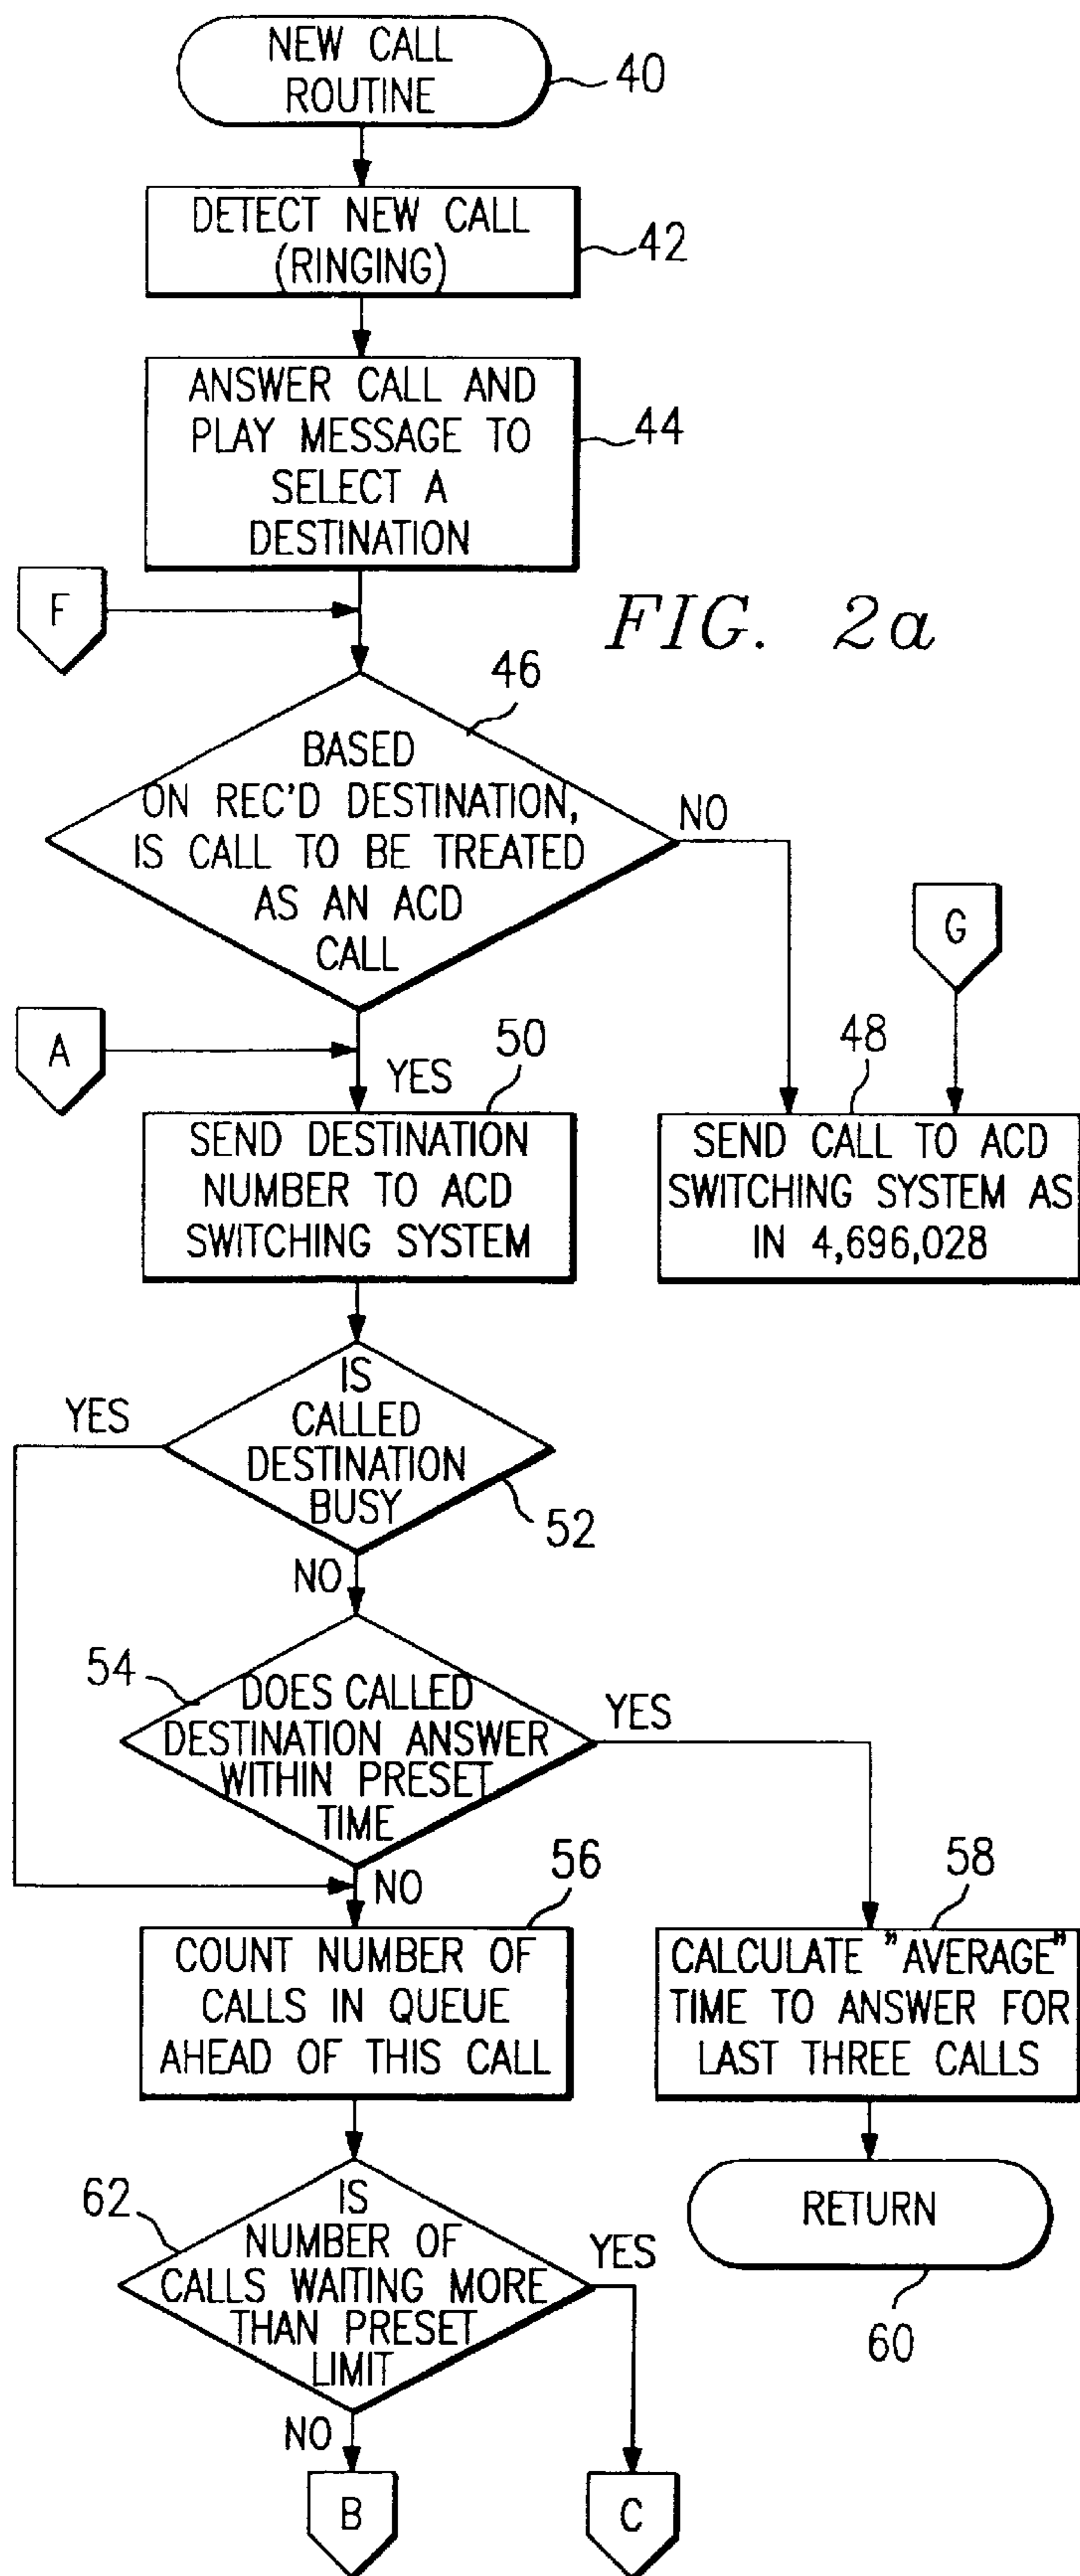 NEW CALL
ROUTINE
40
DETECT NEW CALL
(RINGING)
42
ANSWER CALL AND
PLAY MESSAGE TO
SELECT A
DESTINATION
44
F
FIG. 2a
46
BASED
ON REC'D DESTINATION,
IS CALL TO BE TREATED
AS AN ACD
CALL
NO
G
A
YES
50
48
SEND DESTINATION
NUMBER TO ACD
SWITCHING SYSTEM
SEND CALL TO ACD
SWITCHING SYSTEM AS
IN 4,696,028
IS
CALLED
DESTINATION
BUSY
YES
52
NO
54
DOES CALLED
DESTINATION ANSWER
WITHIN PRESET
TIME
YES
NO
56
58
COUNT NUMBER OF
CALLS IN QUEUE
AHEAD OF THIS CALL
CALCULATE "AVERAGE"
TIME TO ANSWER FOR
LAST THREE CALLS
62
IS
NUMBER OF
CALLS WAITING MORE
THAN PRESET
LIMIT
YES
RETURN
60
NO
B
C